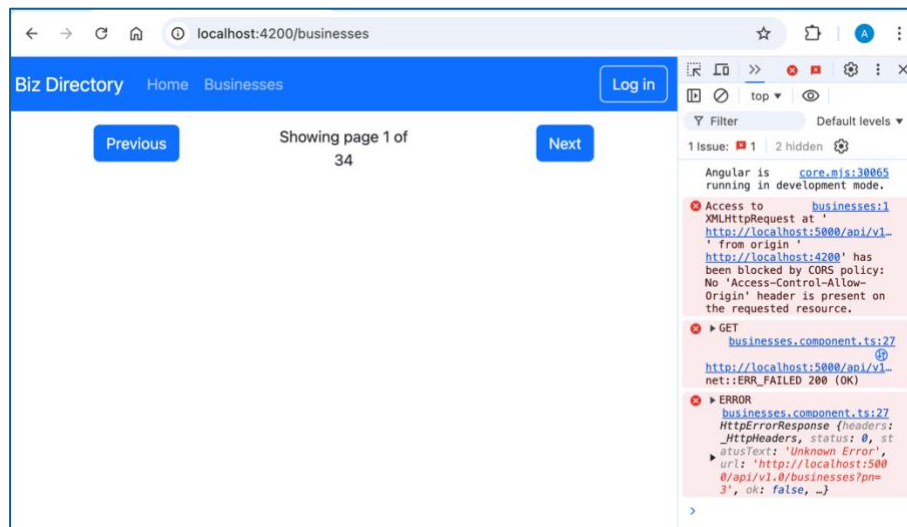 localhost:4200/businesses
A
Biz Directory Home Businesses Log in
Previous
Showing page 1 of
34
Next
top
Filter Default levels
1 Issue: 1 2 hidden
Angular is core.mjs:30065
running in development mode.
Access to businesses:1
XMLHttpRequest at '
http://localhost:5000/api/v1…
' from origin '
http://localhost:4200' has
been blocked by CORS policy:
No 'Access-Control-Allow-
Origin' header is present on
the requested resource.
GET
businesses.component.ts:27
http://localhost:5000/api/v1…
net::ERR_FAILED 200 (OK)
ERROR
businesses.component.ts:27
HttpErrorResponse {headers:
_HttpHeaders, status: 0, st
atusText: 'Unknown Error',
url: 'http://localhost:500
0/api/v1.0/businesses?pn=
3', ok: false, …}